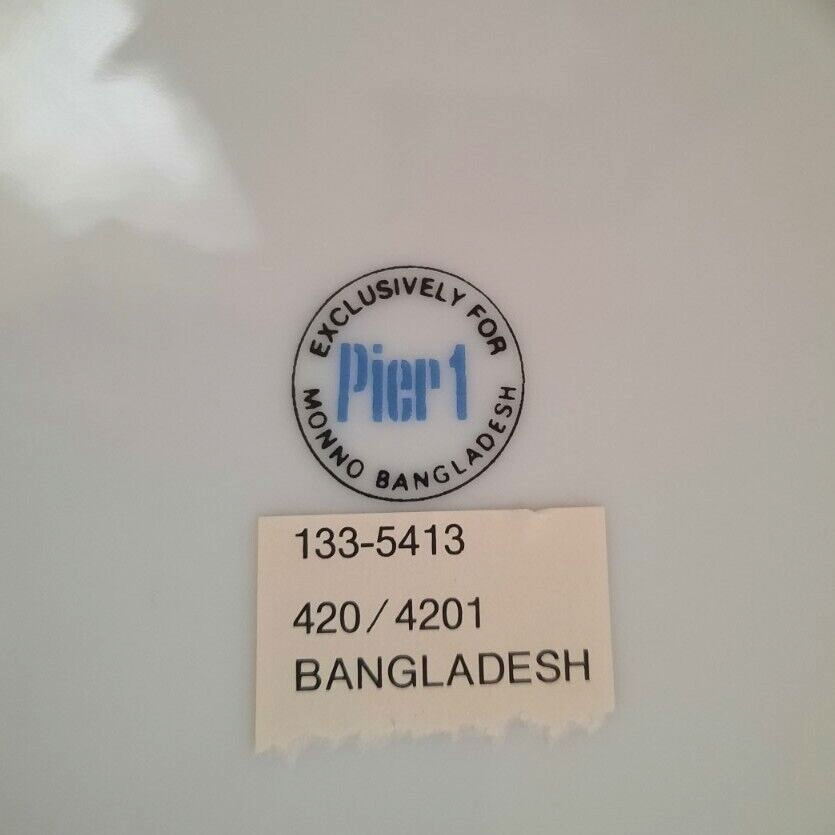 EXCLUSIVELY FOR
Pier 1
MONNO BANGLADESH
133-5413
420/4201
BANGLADESH